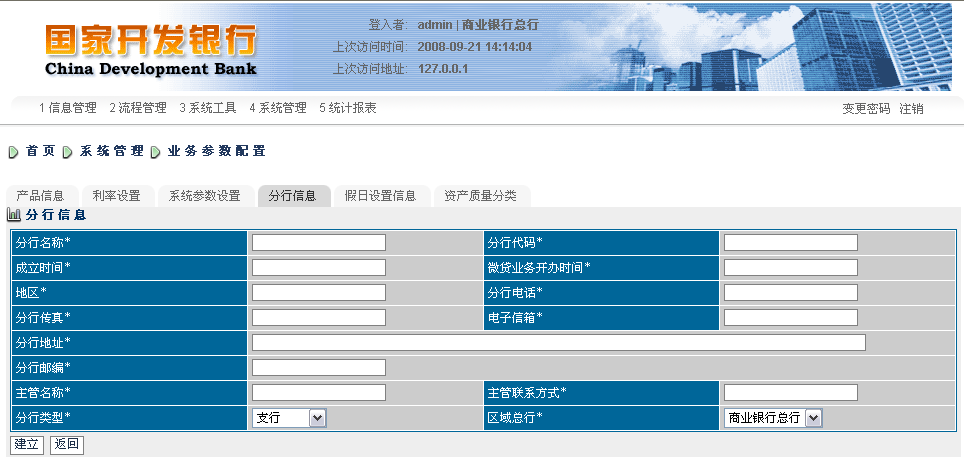 国家开发银行
China Development Bank
登入者: admin | 商业银行总行
上次访问时间: 2008-09-21 14:14:04
上次访问地址: 127.0.0.1
1 信息管理 2 流程管理 3 系统工具 4 系统管理 5 统计报表 变更密码 注销
首页 系统管理 业务参数配置
产品信息 利率设置 系统参数设置 分行信息 假日设置信息 资产质量分类
分行信息
分行名称* 分行代码*
成立时间* 微贷业务开办时间*
地区* 分行电话*
分行传真* 电子信箱*
分行地址*
分行邮编*
主管名称* 主管联系方式*
分行类型* 支行 区域总行* 商业银行总行
建立 返回